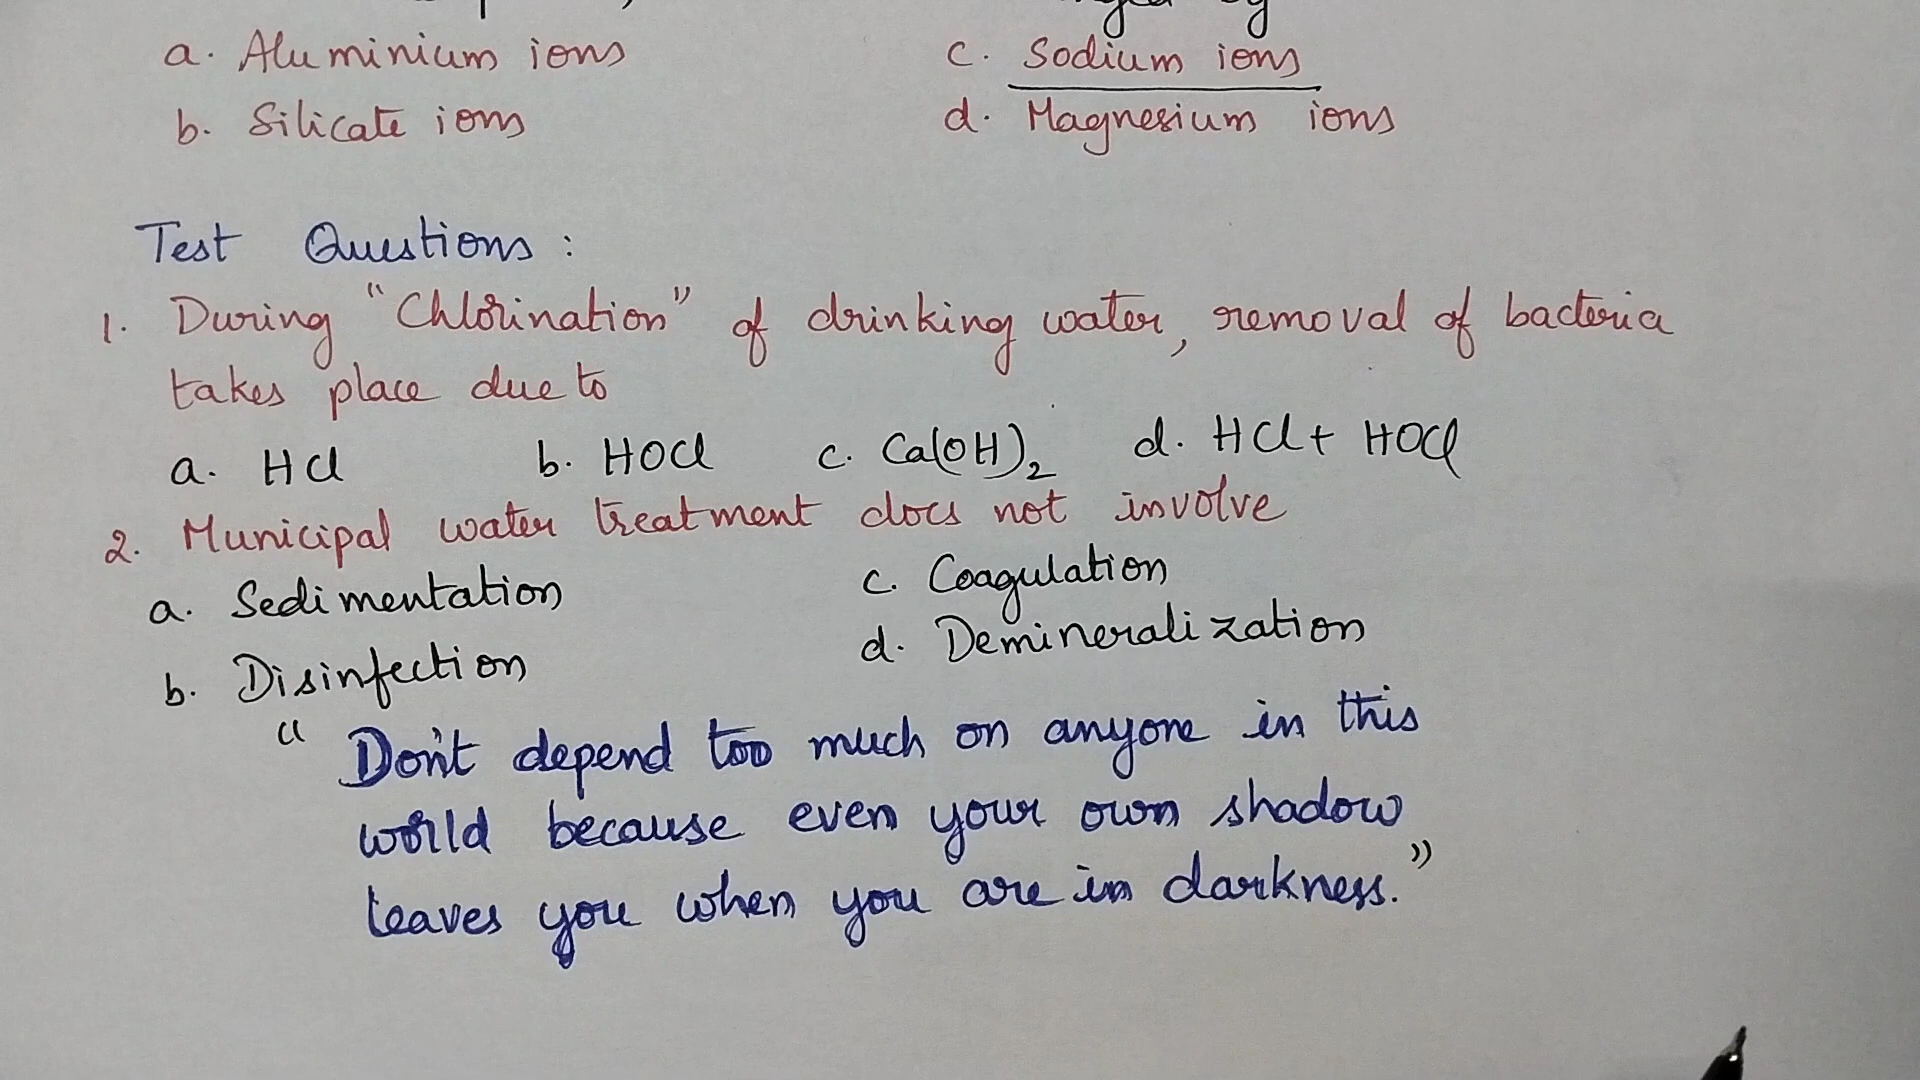 a. Aluminium ions c. Sodium ions
b. Silicate ions d. Magnesium ions
Test Questions :
1. During "Chlorination" of drinking water, removal of bacteria
takes place due to
a. HCl b. HOCl c. Ca(OH)₂ d. HCl + HOCl
2. Municipal water treatment does not involve
a. Sedimentation c. Coagulation
b. Disinfection d. Demineralization
"Don't depend too much on anyone in this
world because even your own shadow
leaves you when you are in darkness."